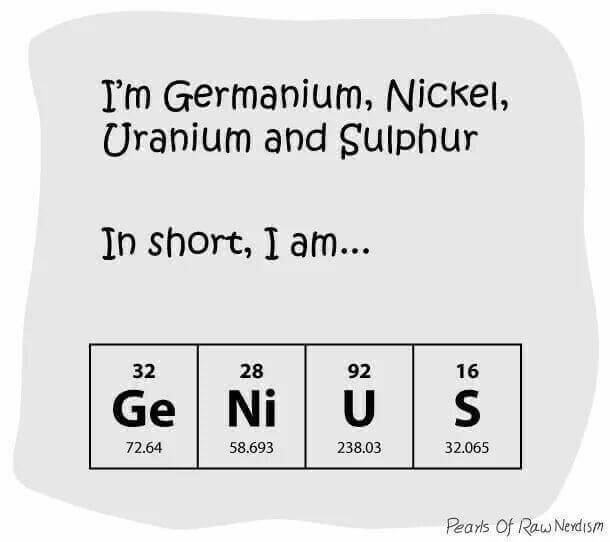 I'm Germanium, Nickel,
Uranium and Sulphur
In short, I am...
32 28 92 16
Ge Ni U S
72.64 58.693 238.03 32.065
Pearls Of Raw Nerdism